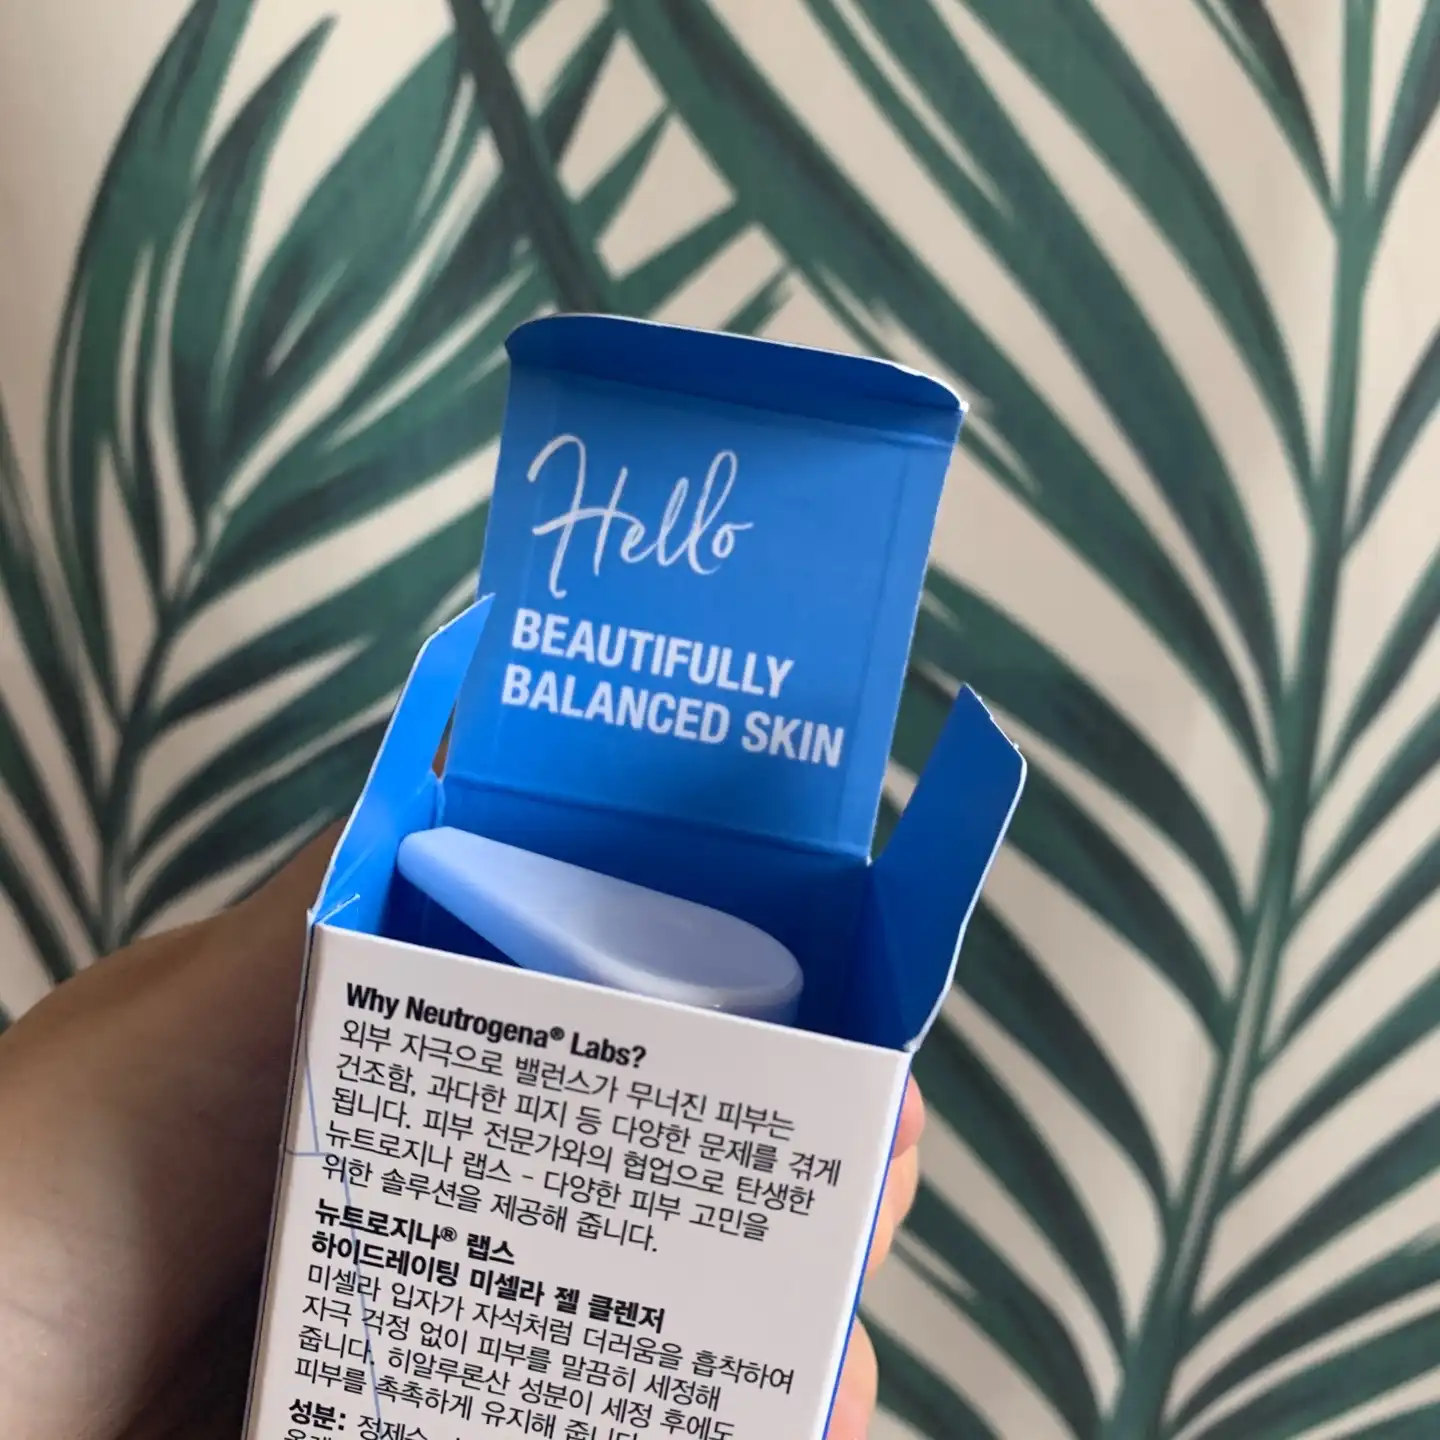 Hello
BEAUTIFULLY
BALANCED SKIN
Why Neutrogena® Labs?
외부 자극으로 밸런스가 무너진 피부는
건조함, 과다한 피지 등 다양한 문제를 겪게
됩니다. 피부 전문가와의 협업으로 탄생한
뉴트로지나 랩스 - 다양한 피부 고민을
위한 솔루션을 제공해 줍니다.
뉴트로지나® 랩스
하이드레이팅 미셀라 젤 클렌저
미셀라 입자가 자석처럼 더러움을 흡착하여
자극 걱정 없이 피부를 말끔히 세정해
줍니다. 히알루론산 성분이 세정 후에도
피부를 촉촉하게 유지해 줍니다.
성분: 정제수,